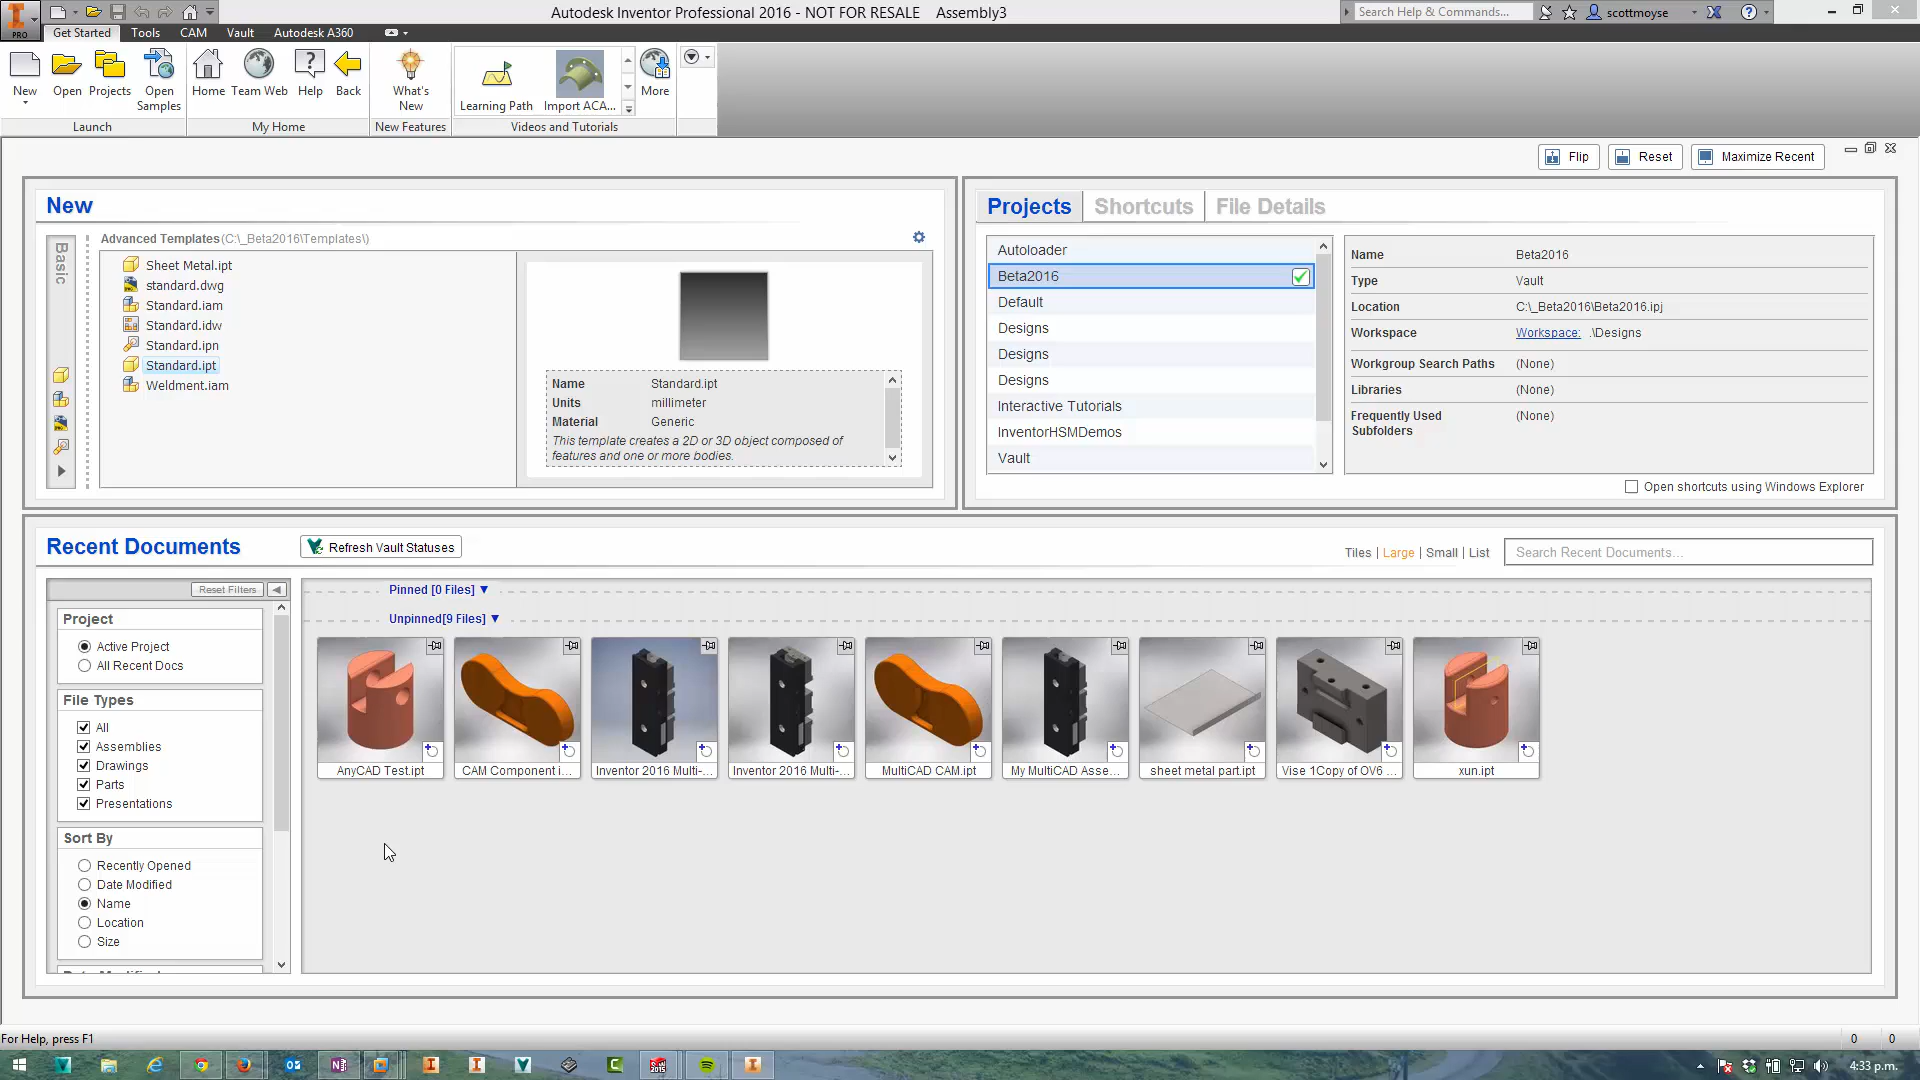 Autodesk Inventor Professional 2016 - NOT FOR RESALE Assembly3
Search Help & Commands...
scottmoyse
PRO
Get Started Tools CAM Vault Autodesk A360
New Open Projects Open Samples Home Team Web Help Back What's New Learning Path Import ACA... More
Launch My Home New Features Videos and Tutorials
Flip Reset Maximize Recent
New
Basic
Advanced Templates(C:\_Beta2016\Templates\)
Sheet Metal.ipt
standard.dwg
Standard.iam
Standard.idw
Standard.ipn
Standard.ipt
Weldment.iam
Name Standard.ipt
Units millimeter
Material Generic
This template creates a 2D or 3D object composed of
features and one or more bodies.
Projects Shortcuts File Details
Autoloader
Beta2016
Default
Designs
Designs
Designs
Interactive Tutorials
InventorHSMDemos
Vault
Name Beta2016
Type Vault
Location C:\_Beta2016\Beta2016.ipj
Workspace Workspace: .\Designs
Workgroup Search Paths (None)
Libraries (None)
Frequently Used Subfolders (None)
Open shortcuts using Windows Explorer
Recent Documents
Refresh Vault Statuses
Tiles | Large | Small | List
Search Recent Documents...
Reset Filters
Project
Active Project
All Recent Docs
File Types
All
Assemblies
Drawings
Parts
Presentations
Sort By
Recently Opened
Date Modified
Name
Location
Size
Pinned [0 Files]
Unpinned[9 Files]
AnyCAD Test.ipt
CAM Component i...
Inventor 2016 Multi-...
Inventor 2016 Multi-...
MultiCAD CAM.ipt
My MultiCAD Asse...
sheet metal part.ipt
Vise 1Copy of OV6 ...
xun.ipt
For Help, press F1
0 0
4:33 p.m.